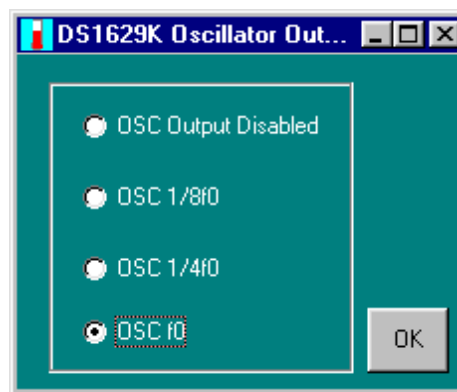 DS1629K Oscillator Out...
OSC Output Disabled
OSC 1/8f0
OSC 1/4f0
OSC f0
OK